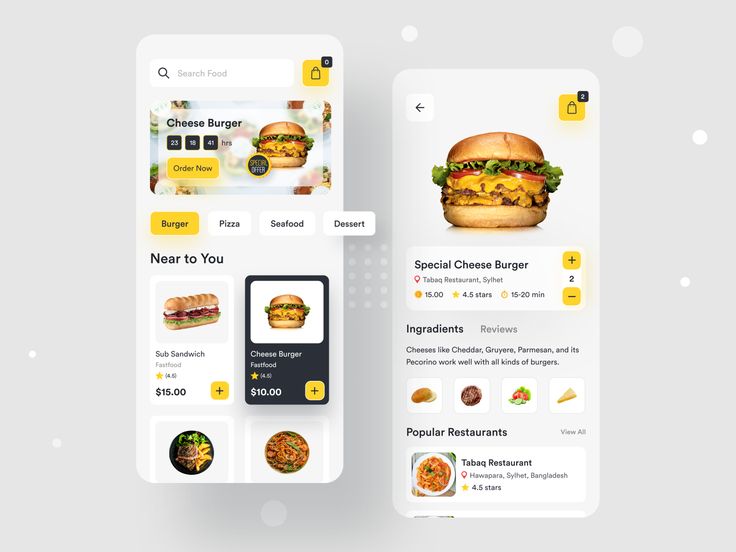 Search Food
0
Cheese Burger
23 18 41 hrs
Order Now
SPECIAL
OFFER
Burger
Pizza
Seafood
Dessert
Near to You
Sub Sandwich
Fastfood
(4.5)
$15.00
+
Cheese Burger
Fastfood
(4.5)
$10.00
+
2
Special Cheese Burger
Tabaq Restaurant, Sylhet
15.00
4.5 stars
15-20 min
+
2
−
Ingradients
Reviews
Cheeses like Cheddar, Gruyere, Parmesan, and its
Pecorino work well with all kinds of burgers.
Popular Restaurants
View All
Tabaq Restaurant
Hawapara, Sylhet, Bangladesh
4.5 stars